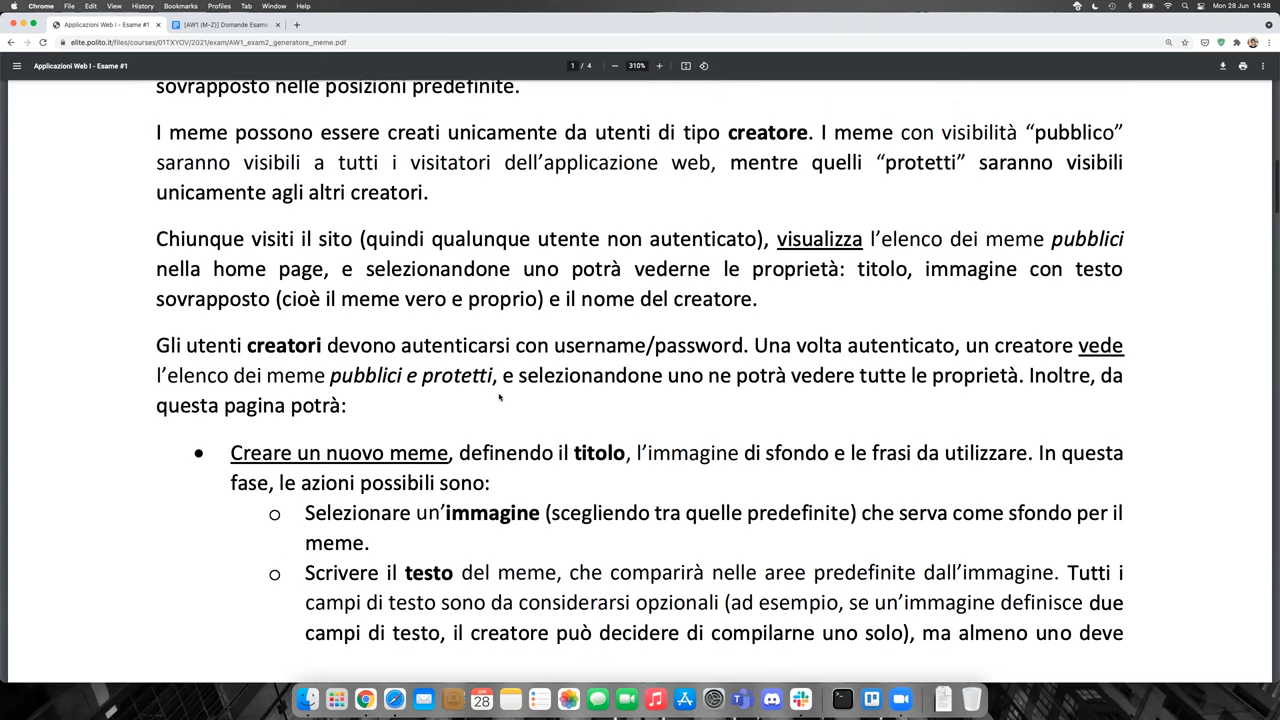 Chrome File Edit View History Bookmarks Profiles Tab Window Help Mon 28 Jun 14:38
Applicazioni Web I - Esame #1 × [AW1 (M-Z)] Domande Esame ×
elite.polito.it/files/courses/01TXYOV/2021/exam/AW1_exam2_generatore_meme.pdf
Applicazioni Web I - Esame #1 1 / 4 310%
sovrapposto nelle posizioni predefinite.
I meme possono essere creati unicamente da utenti di tipo creatore. I meme con visibilità “pubblico”
saranno visibili a tutti i visitatori dell’applicazione web, mentre quelli “protetti” saranno visibili
unicamente agli altri creatori.
Chiunque visiti il sito (quindi qualunque utente non autenticato), visualizza l’elenco dei meme pubblici
nella home page, e selezionandone uno potrà vederne le proprietà: titolo, immagine con testo
sovrapposto (cioè il meme vero e proprio) e il nome del creatore.
Gli utenti creatori devono autenticarsi con username/password. Una volta autenticato, un creatore vede
l’elenco dei meme pubblici e protetti, e selezionandone uno ne potrà vedere tutte le proprietà. Inoltre, da
questa pagina potrà:
• Creare un nuovo meme, definendo il titolo, l’immagine di sfondo e le frasi da utilizzare. In questa
fase, le azioni possibili sono:
o Selezionare un’immagine (scegliendo tra quelle predefinite) che serva come sfondo per il
meme.
o Scrivere il testo del meme, che comparirà nelle aree predefinite dall’immagine. Tutti i
campi di testo sono da considerarsi opzionali (ad esempio, se un’immagine definisce due
campi di testo, il creatore può decidere di compilarne uno solo), ma almeno uno deve
JUN
28